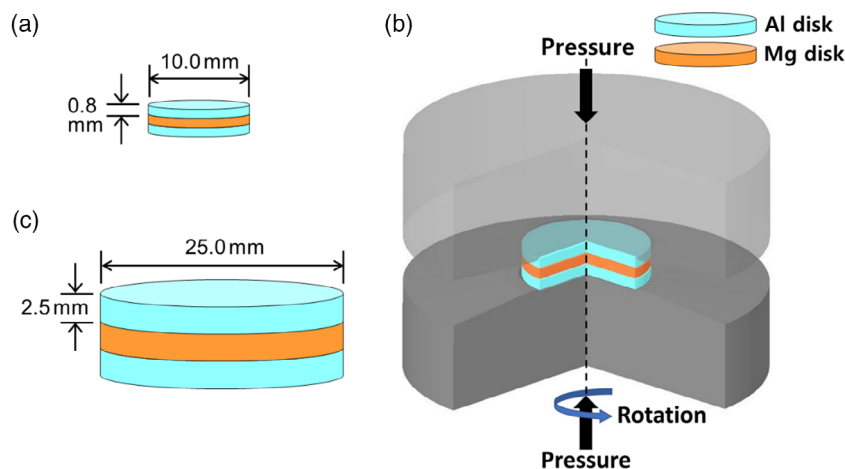 (a)
10.0 mm
0.8
mm
(b)
Al disk
Mg disk
Pressure
(c)
25.0 mm
2.5 mm
Rotation
Pressure